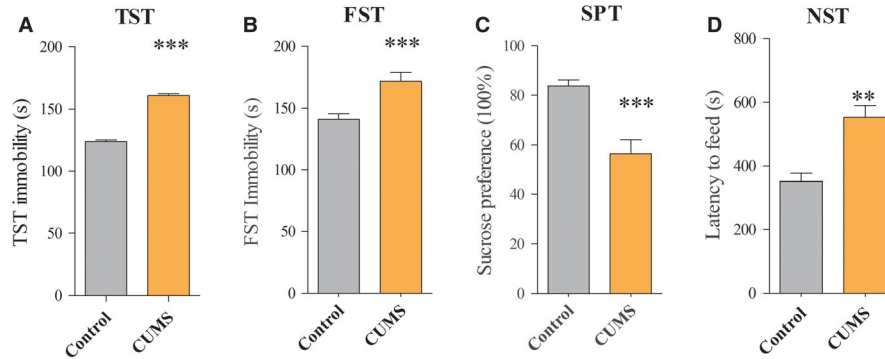 A TST
TST immobility (s)
200
150
100
50
0
***
Control
CUMS
B FST
FST Immobility (s)
200
150
100
50
0
***
Control
CUMS
C SPT
Sucrose preference (100%)
100
80
60
40
20
0
***
Control
CUMS
D NST
Latency to feed (s)
800
600
400
200
0
**
Control
CUMS